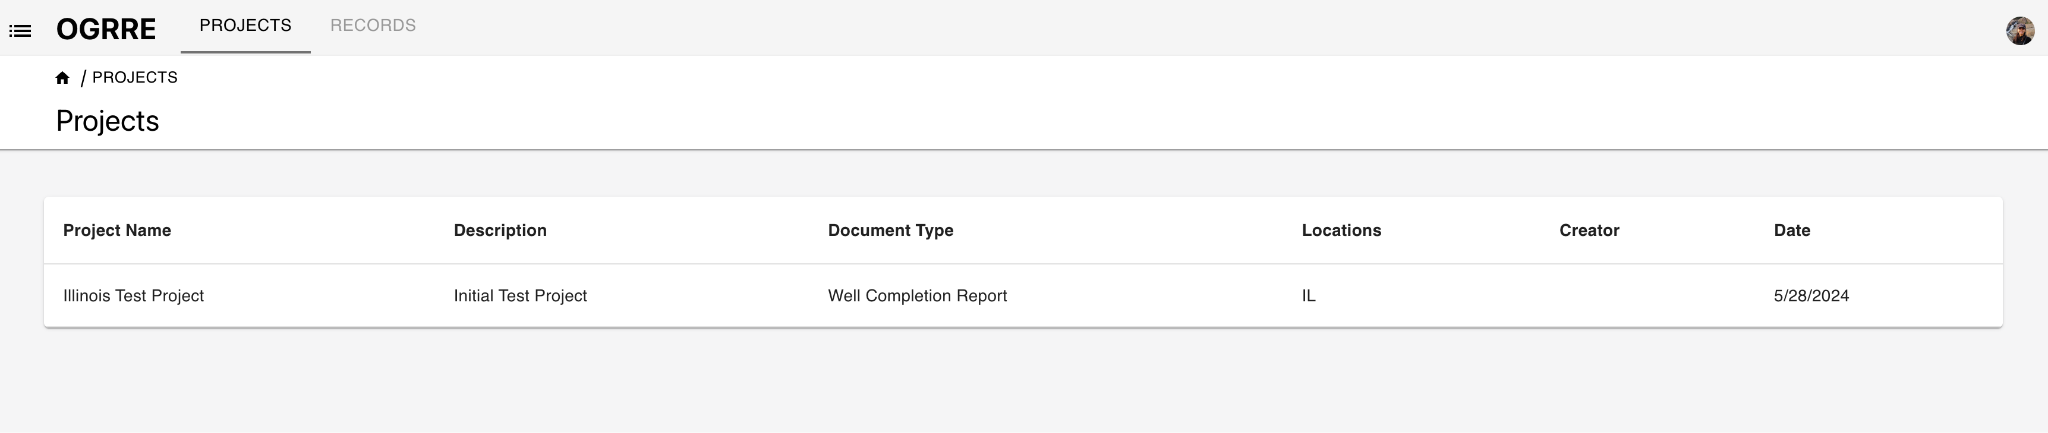 OGRRE PROJECTS RECORDS
/ PROJECTS
Projects
Project Name Description Document Type Locations Creator Date
Illinois Test Project Initial Test Project Well Completion Report IL 5/28/2024